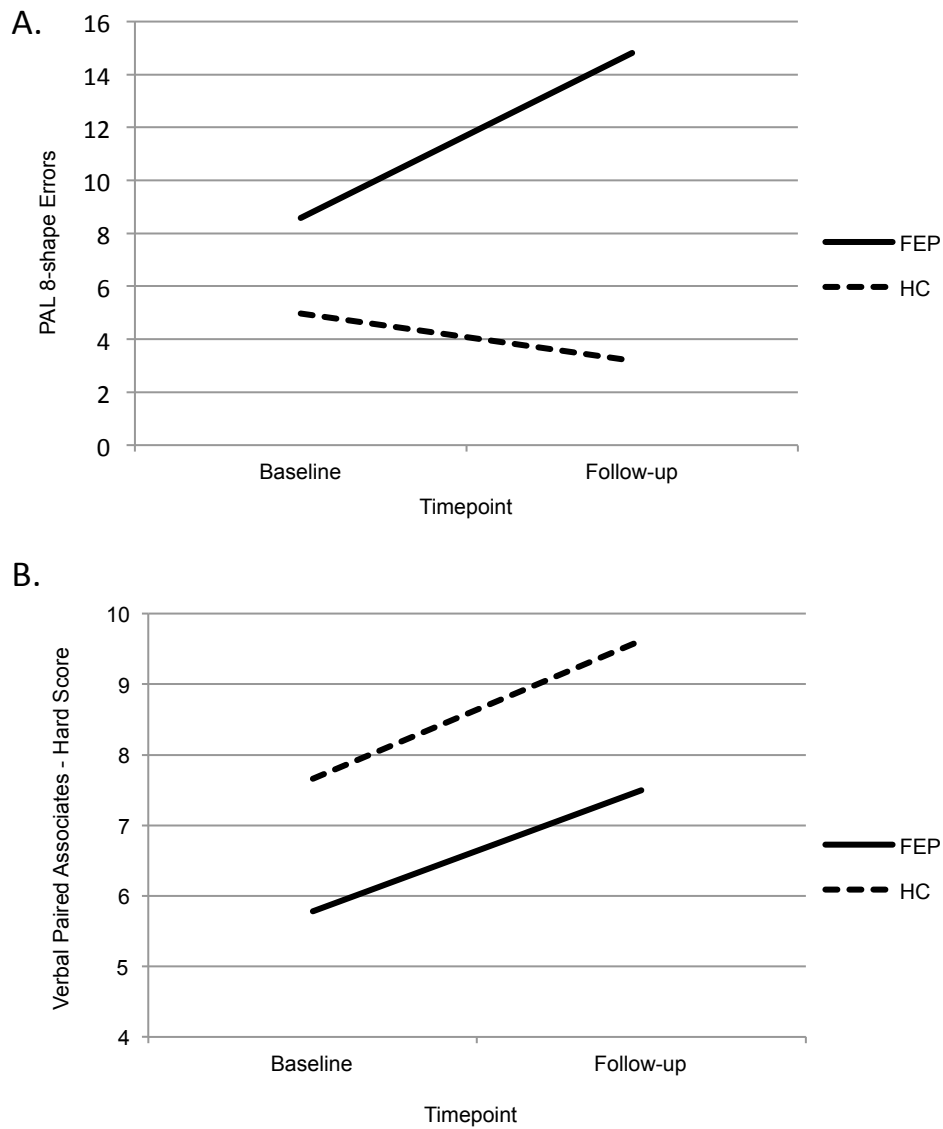 A.
PAL 8-shape Errors
16
14
12
10
8
6
4
2
0
Baseline
Follow-up
Timepoint
FEP
HC
B.
Verbal Paired Associates - Hard Score
10
9
8
7
6
5
4
Baseline
Follow-up
Timepoint
FEP
HC